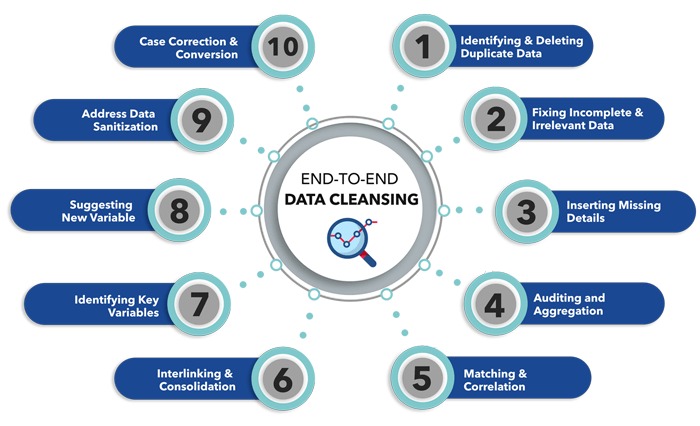 END-TO-END
DATA CLEANSING
1
Identifying & Deleting
Duplicate Data
2
Fixing Incomplete &
Irrelevant Data
3
Inserting Missing
Details
4
Auditing and
Aggregation
5
Matching &
Correlation
6
Interlinking &
Consolidation
7
Identifying Key
Variables
8
Suggesting
New Variable
9
Address Data
Sanitization
10
Case Correction &
Conversion